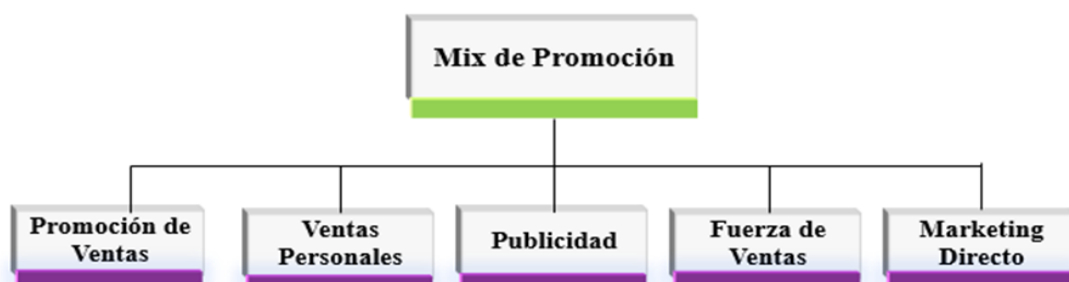 Mix de Promoción
Promoción de
Ventas
Ventas
Personales
Publicidad
Fuerza de
Ventas
Marketing
Directo